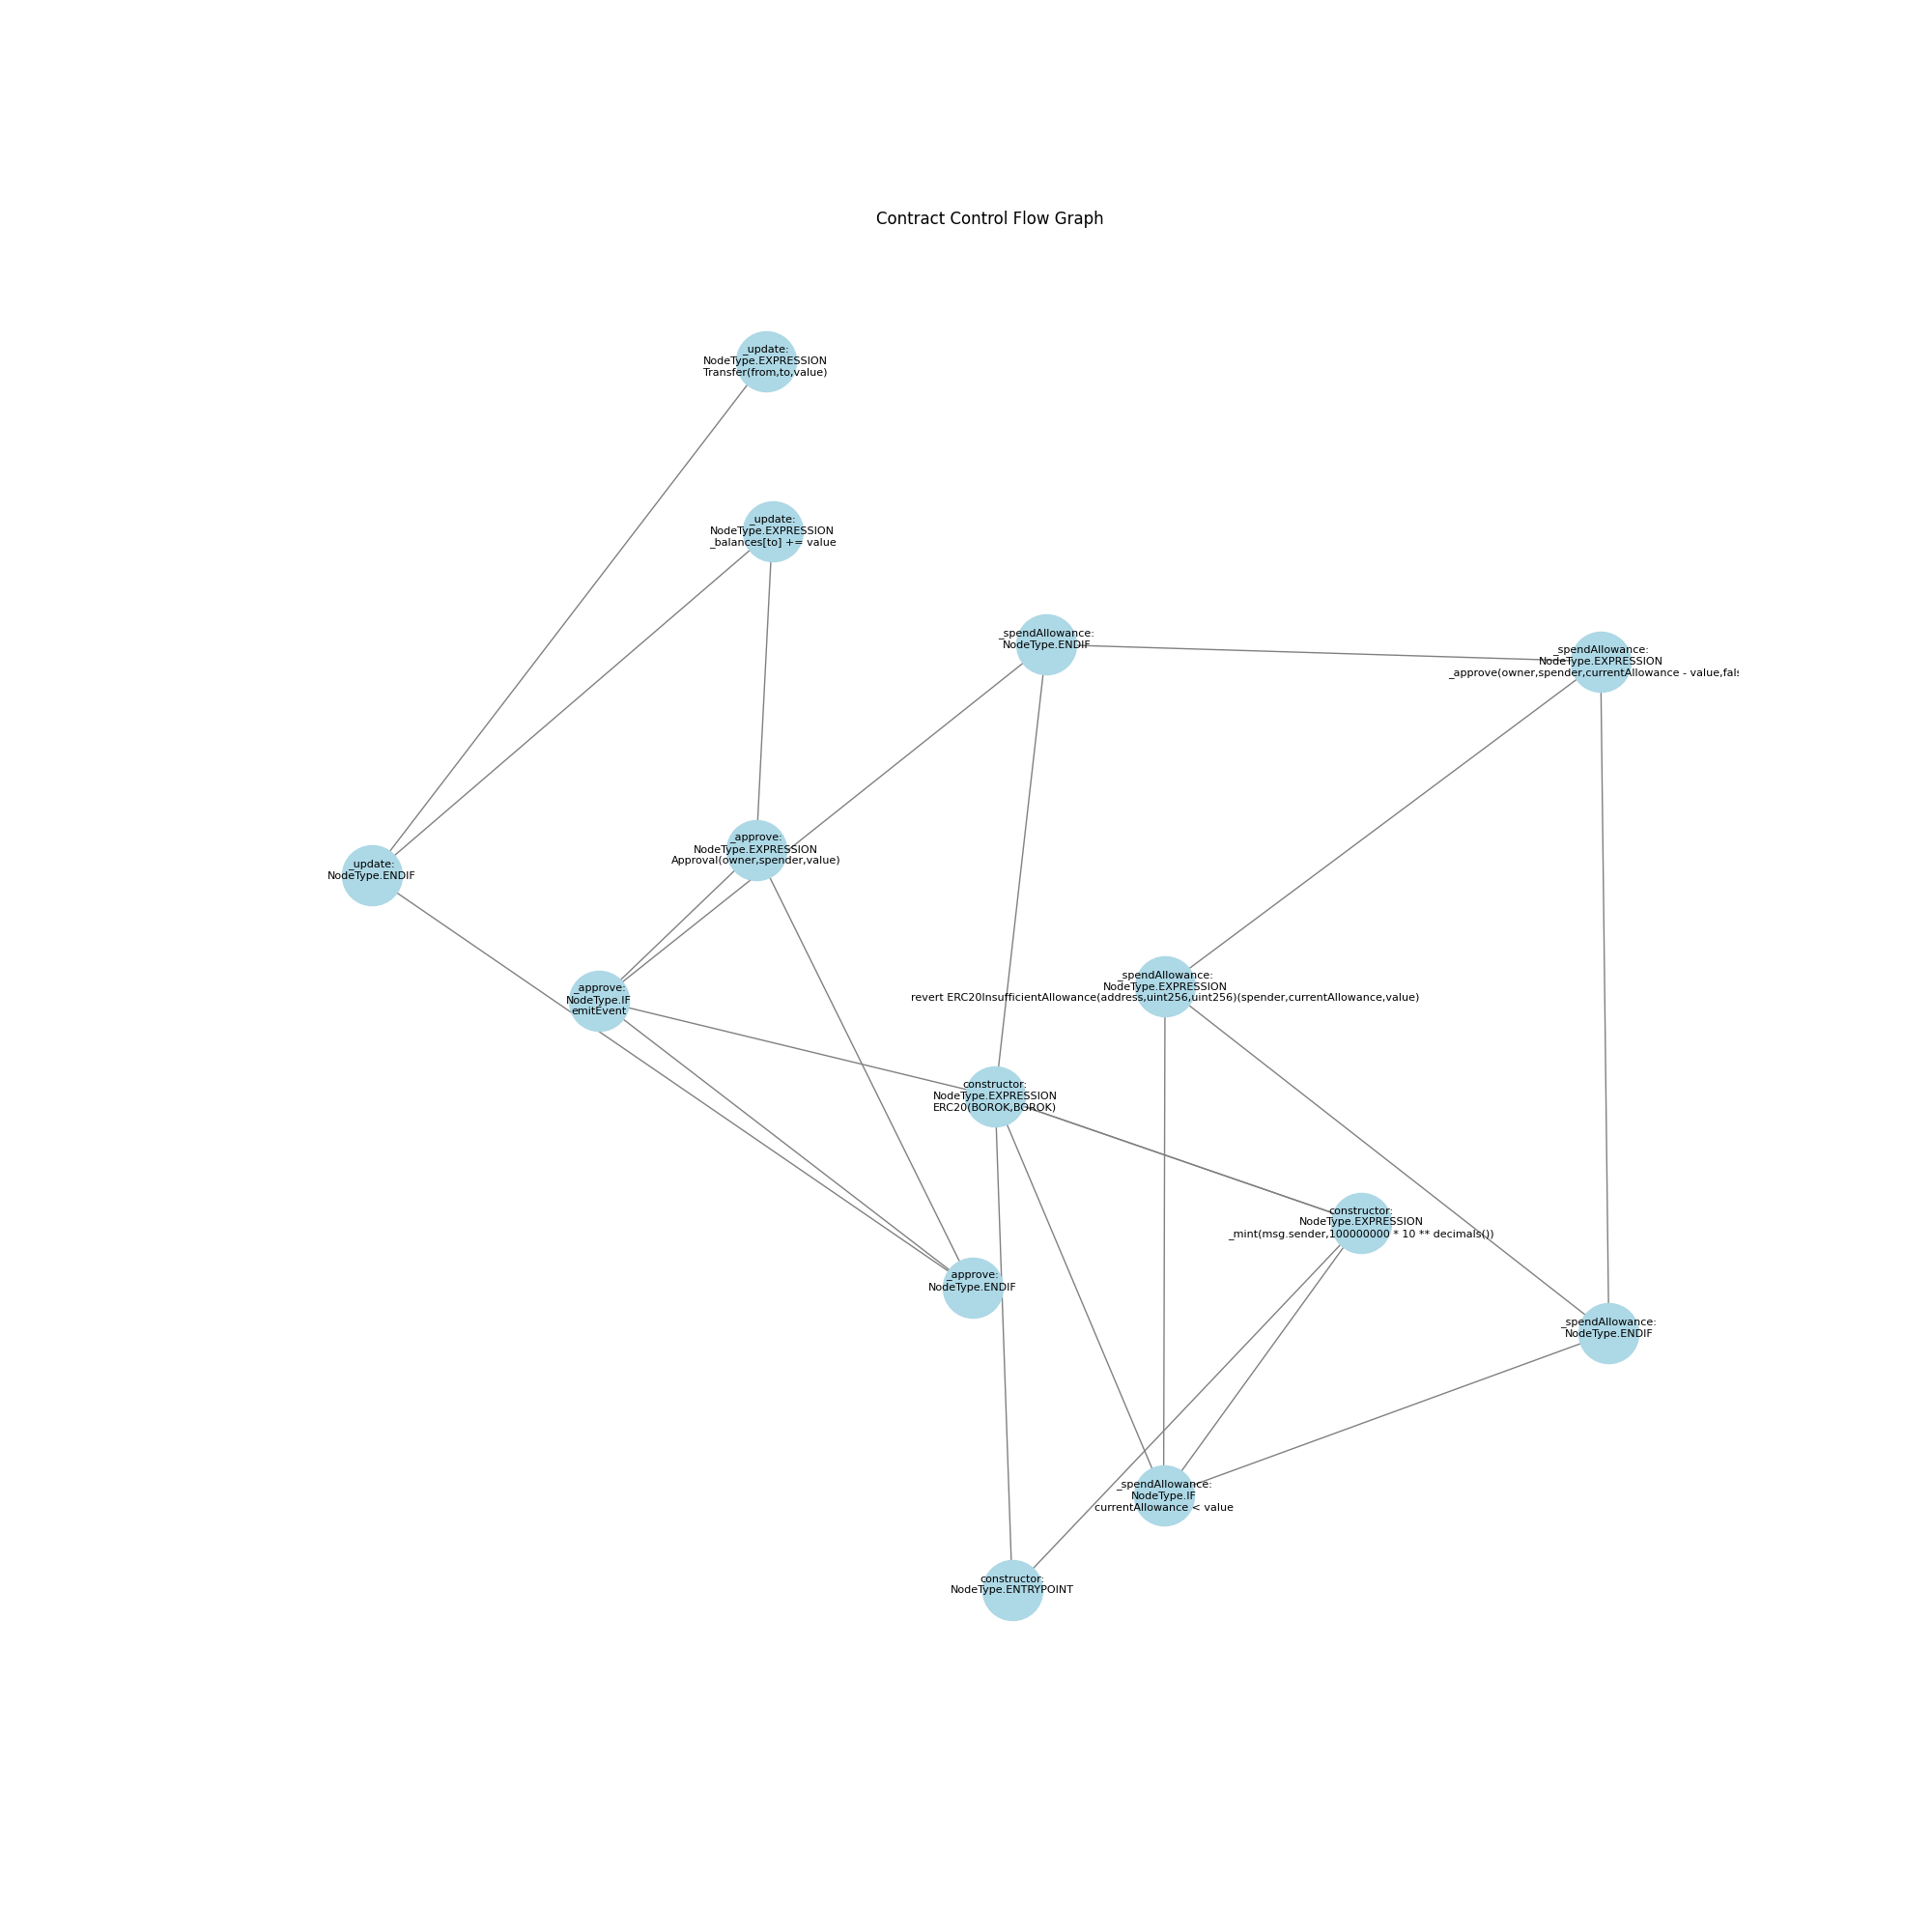 Contract Control Flow Graph
_update:
NodeType.EXPRESSION
Transfer(from,to,value)
_update:
NodeType.EXPRESSION
_balances[to] += value
_spendAllowance:
NodeType.ENDIF
_spendAllowance:
NodeType.EXPRESSION
_approve(owner,spender,currentAllowance - value,fals
_approve:
NodeType.EXPRESSION
Approval(owner,spender,value)
_update:
NodeType.ENDIF
_spendAllowance:
NodeType.EXPRESSION
revert ERC20InsufficientAllowance(address,uint256,uint256)(spender,currentAllowance,value)
_approve:
NodeType.IF
emitEvent
constructor:
NodeType.EXPRESSION
ERC20(BOROK,BOROK)
constructor:
NodeType.EXPRESSION
_mint(msg.sender,100000000 * 10 ** decimals())
_approve:
NodeType.ENDIF
_spendAllowance:
NodeType.ENDIF
_spendAllowance:
NodeType.IF
currentAllowance < value
constructor:
NodeType.ENTRYPOINT